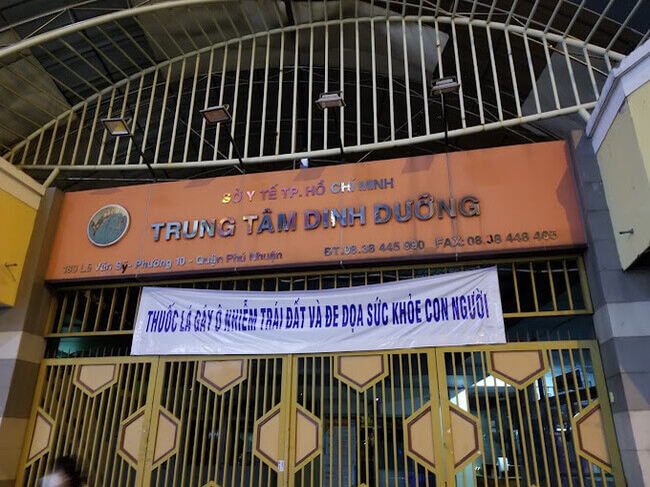 SỞ Y TẾ TP. HỒ CHÍ MINH
TRUNG TÂM DINH DƯỠNG
180 Lê Văn Sỹ - Phường 10 - Quận Phú Nhuận
ĐT.08.38 445 990 FAX: 08.38 448 405
THUỐC LÁ GÂY Ô NHIỄM TRÁI ĐẤT VÀ ĐE DỌA SỨC KHỎE CON NGƯỜI